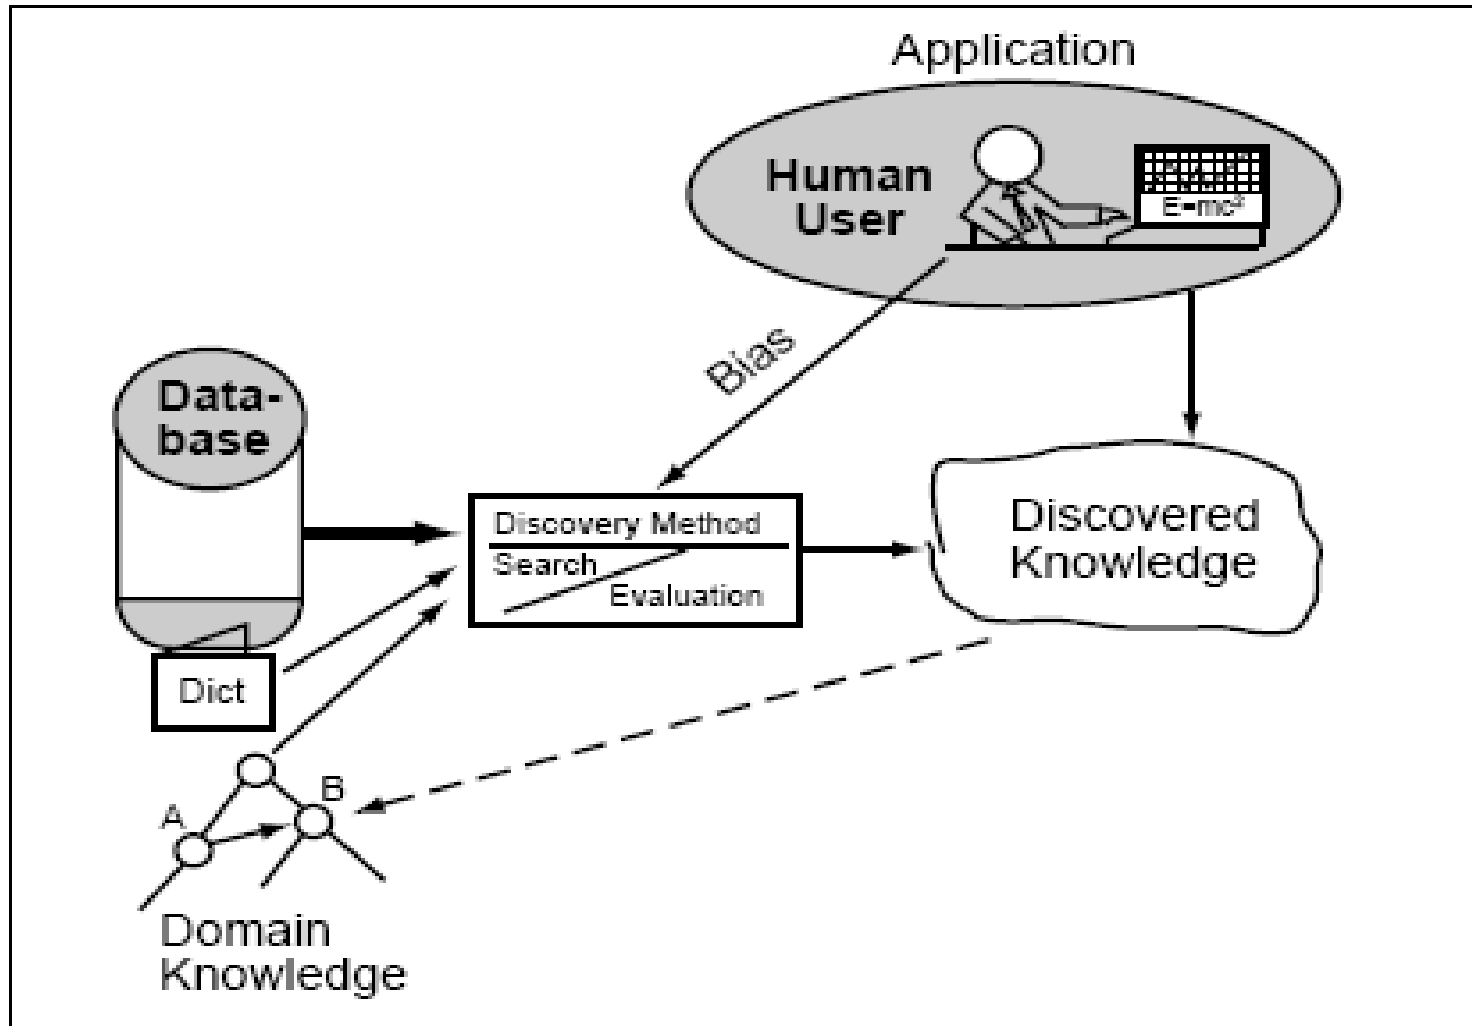 Application
Human
User
E=mc²
Bias
Data-
base
Discovery Method
Search
Evaluation
Discovered
Knowledge
Dict
A
B
Domain
Knowledge